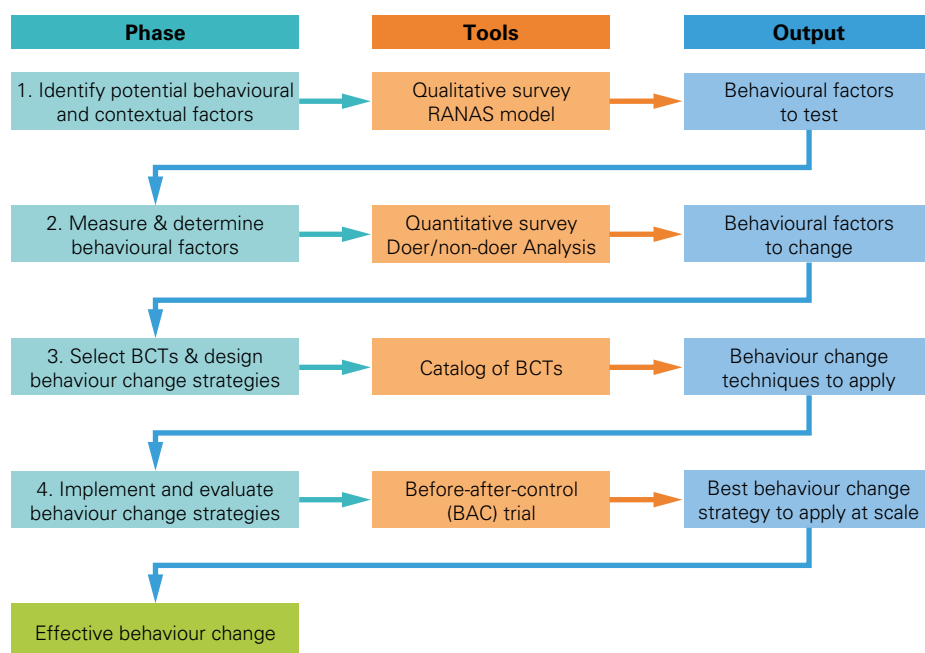 Phase
Tools
Output
1. Identify potential behavioural
and contextual factors
Qualitative survey
RANAS model
Behavioural factors
to test
2. Measure & determine
behavioural factors
Quantitative survey
Doer/non-doer Analysis
Behavioural factors
to change
3. Select BCTs & design
behaviour change strategies
Catalog of BCTs
Behaviour change
techniques to apply
4. Implement and evaluate
behaviour change strategies
Before-after-control
(BAC) trial
Best behaviour change
strategy to apply at scale
Effective behaviour change